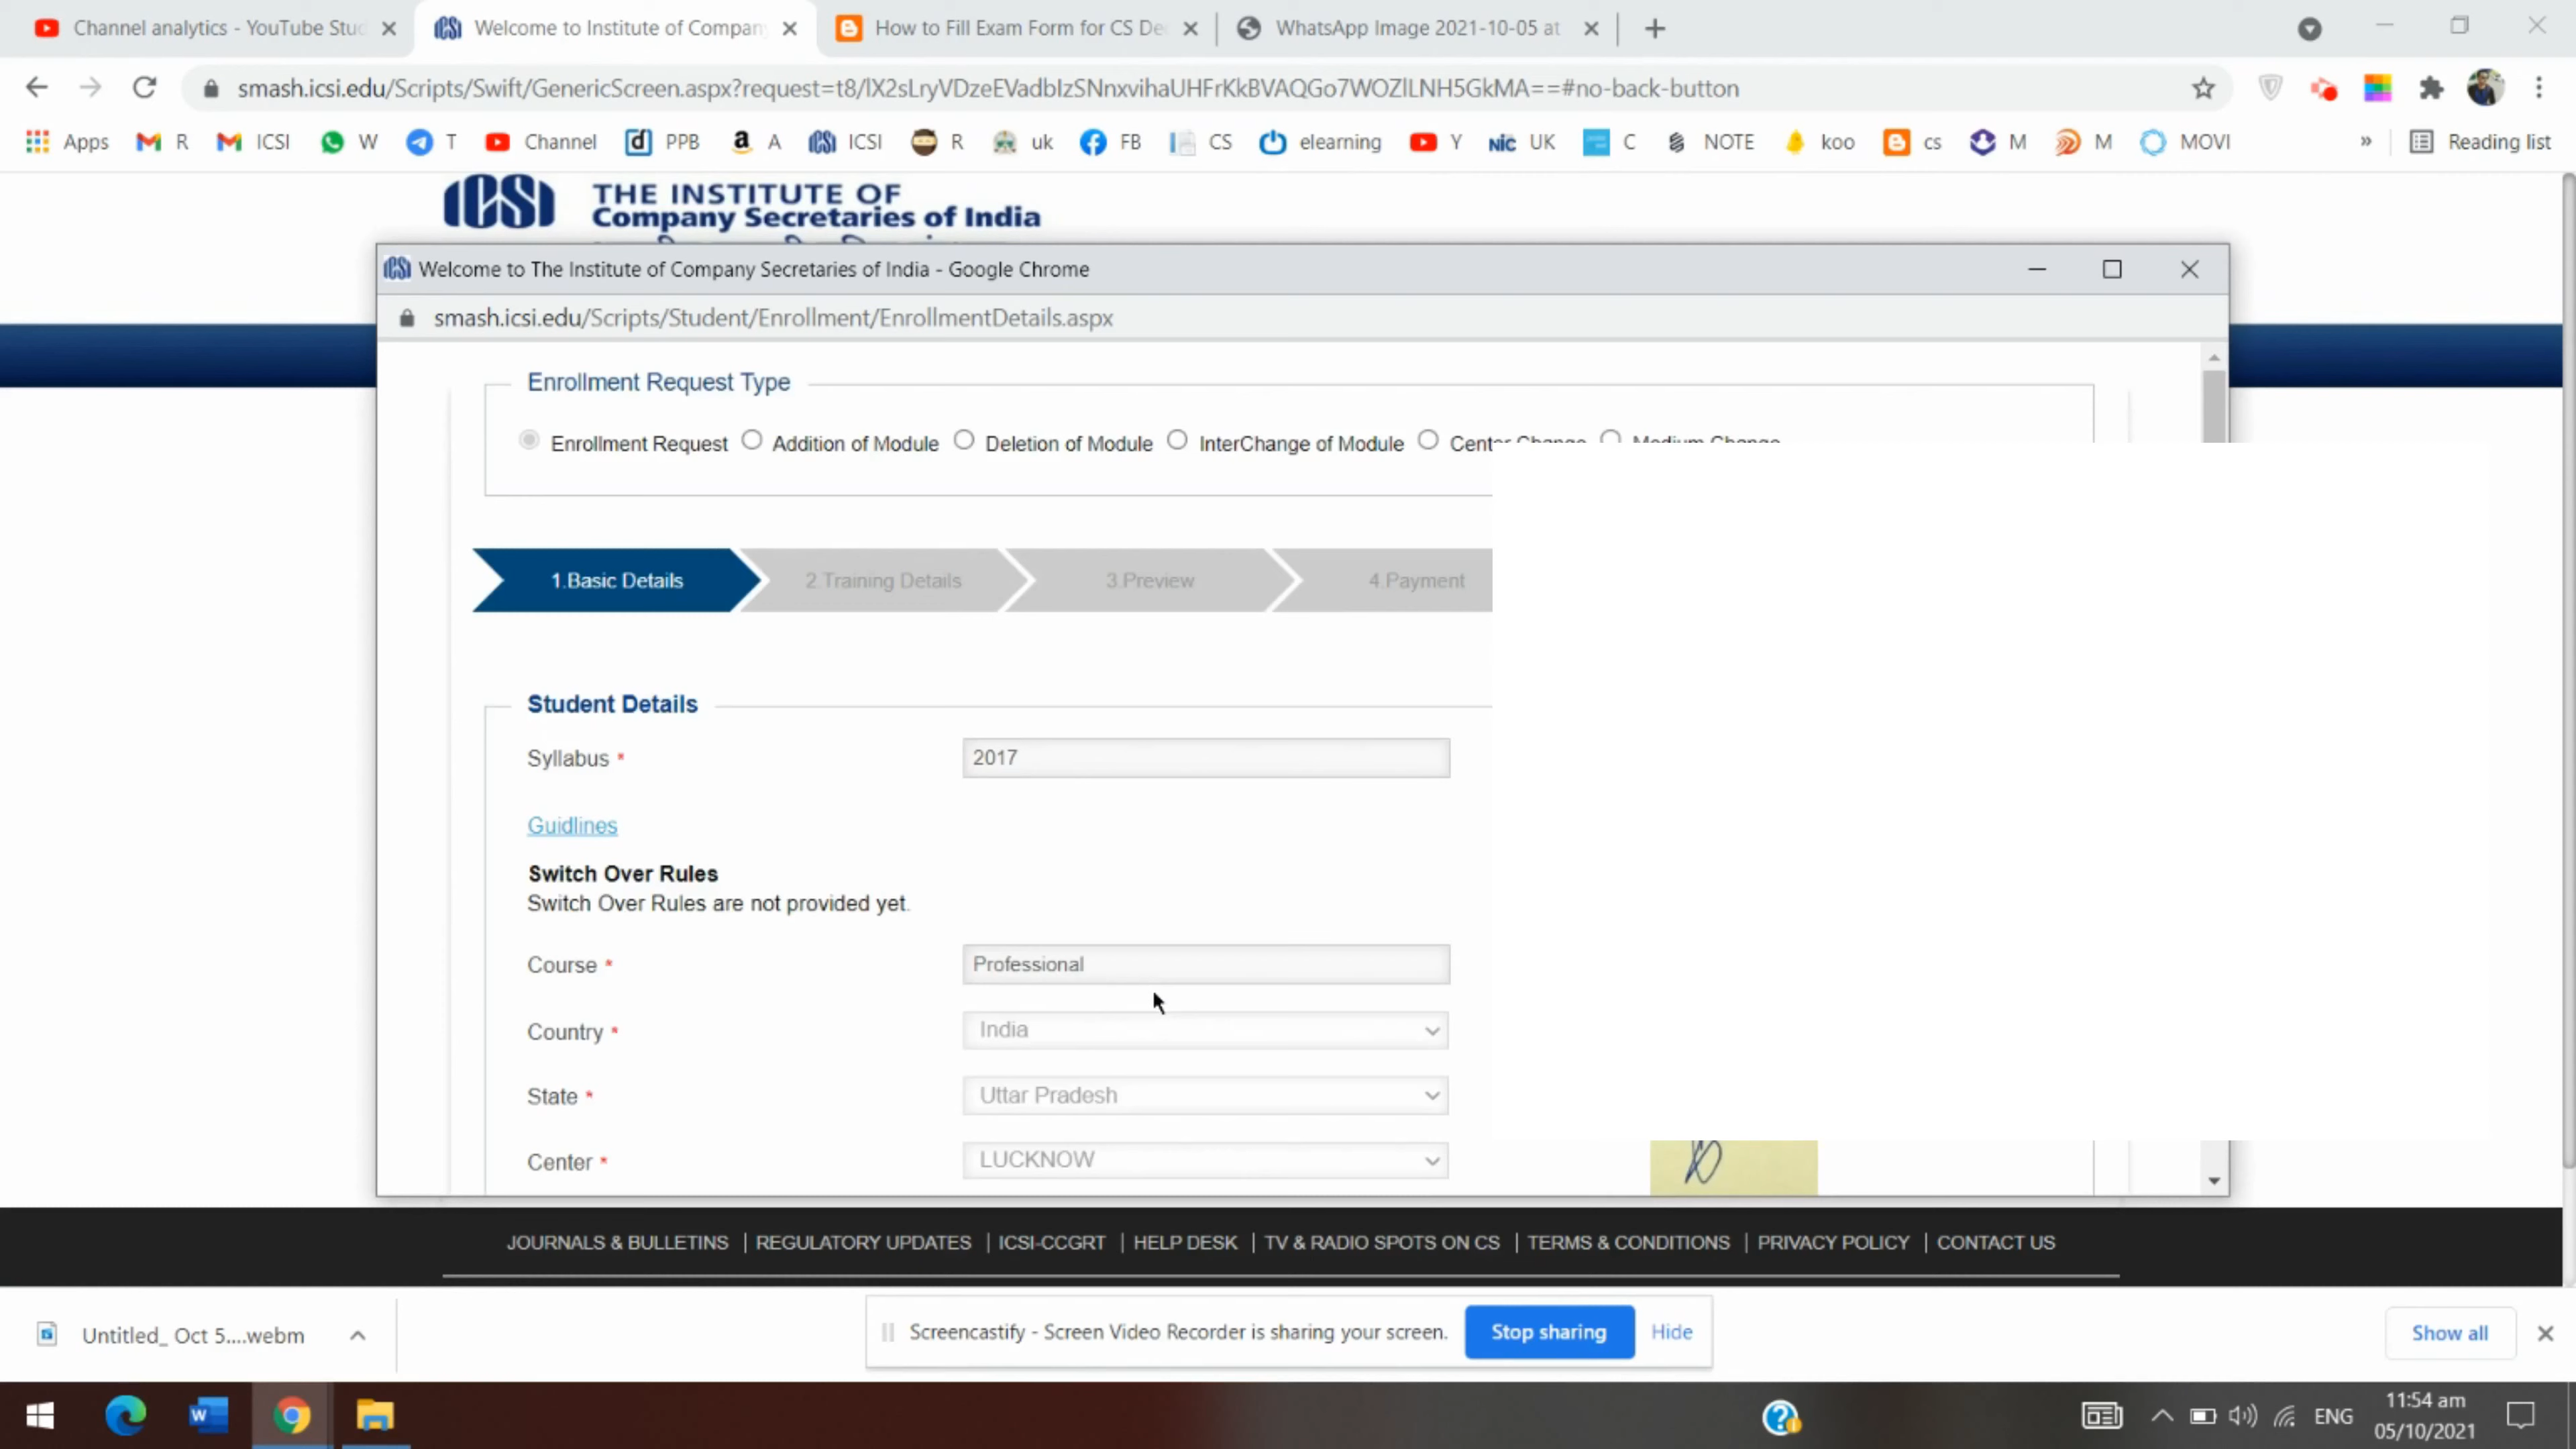 Channel analytics - YouTube Stud
Welcome to Institute of Company
How to Fill Exam Form for CS De
WhatsApp Image 2021-10-05 at
smash.icsi.edu/Scripts/Swift/GenericScreen.aspx?request=t8/lX2sLryVDzeEVadbIzSNnxvihaUHFrKkBVAQGo7WOZlLNH5GkMA==#no-back-button
Apps R ICSI W T Channel PPB A ICSI R uk FB CS elearning Y UK C NOTE koo cs M M MOVI » Reading list
ICSI
THE INSTITUTE OF
Company Secretaries of India
Welcome to The Institute of Company Secretaries of India - Google Chrome
smash.icsi.edu/Scripts/Student/Enrollment/EnrollmentDetails.aspx
Enrollment Request Type
Enrollment Request Addition of Module Deletion of Module InterChange of Module Center Change Medium Change
1.Basic Details 2.Training Details 3.Preview 4.Payment
Student Details
Syllabus * 2017
Guidlines
Switch Over Rules
Switch Over Rules are not provided yet.
Course * Professional
Country * India
State * Uttar Pradesh
Center * LUCKNOW
JOURNALS & BULLETINS | REGULATORY UPDATES | ICSI-CCGRT | HELP DESK | TV & RADIO SPOTS ON CS | TERMS & CONDITIONS | PRIVACY POLICY | CONTACT US
Untitled_ Oct 5....webm
Screencastify - Screen Video Recorder is sharing your screen. Stop sharing Hide
Show all
ENG
11:54 am
05/10/2021